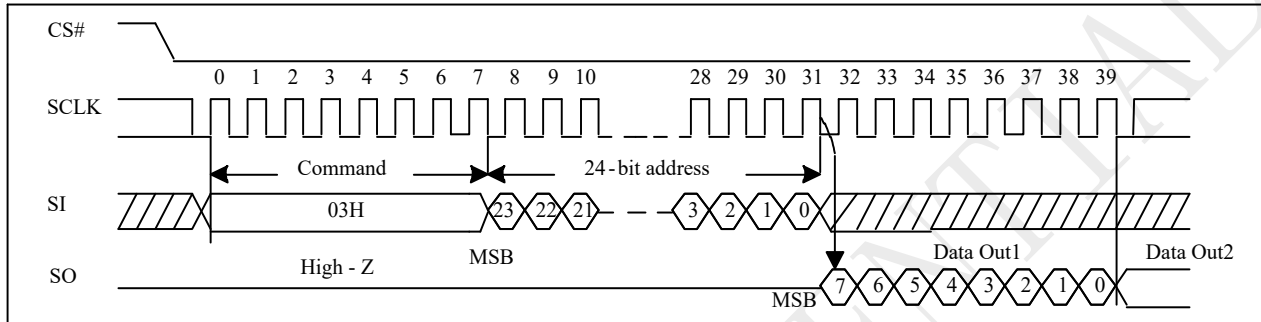 CS#
0 1 2 3 4 5 6 7 8 9 10 28 29 30 31 32 33 34 35 36 37 38 39
SCLK
Command 24-bit address
SI 03H 23 22 21 3 2 1 0
MSB Data Out1 Data Out2
High - Z
SO MSB 7 6 5 4 3 2 1 0